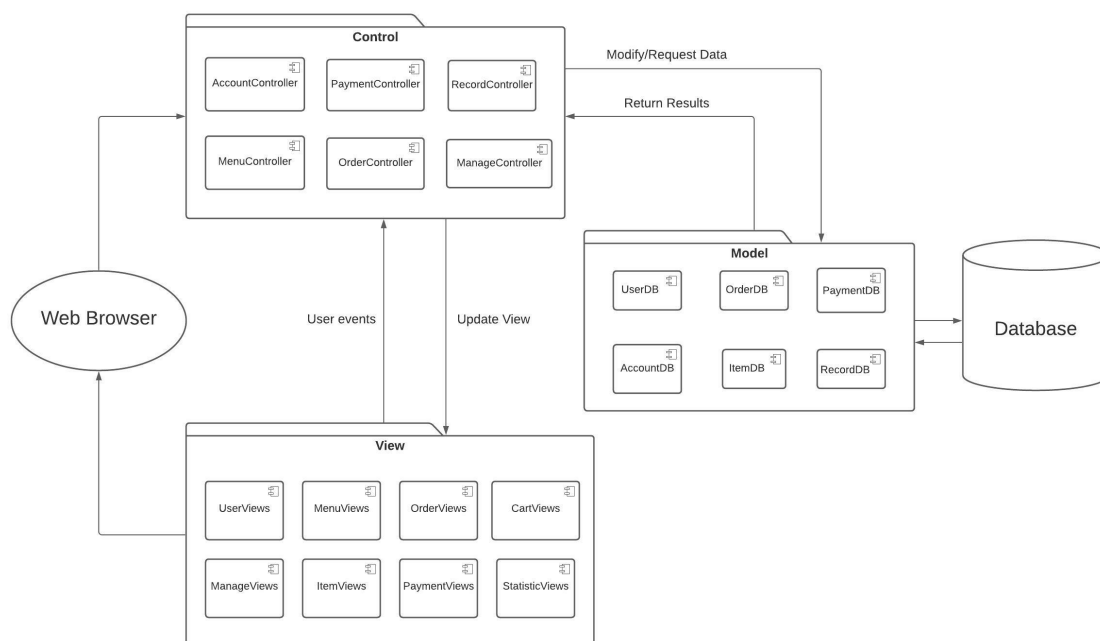 Control
AccountController
PaymentController
RecordController
MenuController
OrderController
ManageController
Modify/Request Data
Return Results
Model
UserDB
OrderDB
PaymentDB
AccountDB
ItemDB
RecordDB
Database
Web Browser
User events
Update View
View
UserViews
MenuViews
OrderViews
CartViews
ManageViews
ItemViews
PaymentViews
StatisticViews